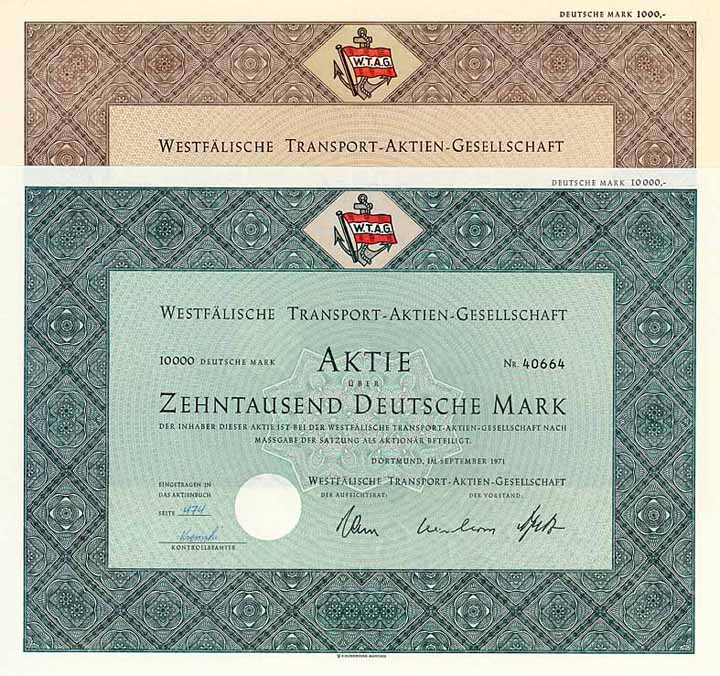 DEUTSCHE MARK 1000,-
W.T.A.G.
WESTFÄLISCHE TRANSPORT-AKTIEN-GESELLSCHAFT
DEUTSCHE MARK 10000,-
W.T.A.G.
WESTFÄLISCHE TRANSPORT-AKTIEN-GESELLSCHAFT
10000 DEUTSCHE MARK AKTIE NR. 40664
ÜBER
ZEHNTAUSEND DEUTSCHE MARK
DER INHABER DIESER AKTIE IST BEI DER WESTFÄLISCHE TRANSPORT-AKTIEN-GESELLSCHAFT NACH
MASSGABE DER SATZUNG ALS AKTIONÄR BETEILIGT.
DORTMUND, IM SEPTEMBER 1971
EINGETRAGEN IN
DAS AKTIENBUCH
WESTFÄLISCHE TRANSPORT-AKTIEN-GESELLSCHAFT
DER AUFSICHTSRAT: DER VORSTAND:
SEITE 474
KONTROLLBEAMTER